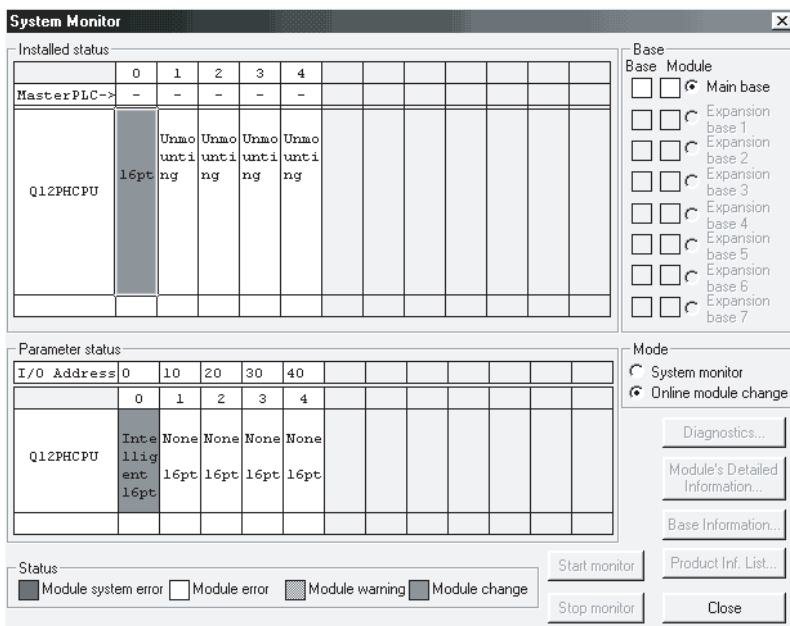 System Monitor
Installed status
0 1 2 3 4
MasterPLC-> - - - - -
Q12PHCPU
16pt
Unmo Unmo Unmo Unmo
unti unti unti unti
ng ng ng ng
Base
Base Module
Main base
Expansion
base 1
Expansion
base 2
Expansion
base 3
Expansion
base 4
Expansion
base 5
Expansion
base 6
Expansion
base 7
Parameter status
I/O Address 0 10 20 30 40
0 1 2 3 4
Q12PHCPU
Inte None None None None
llig
ent 16pt 16pt 16pt 16pt
16pt
Mode
System monitor
Online module change
Diagnostics...
Module's Detailed
Information...
Base Information...
Product Inf. List...
Status
Module system error Module error Module warning Module change
Start monitor
Stop monitor
Close